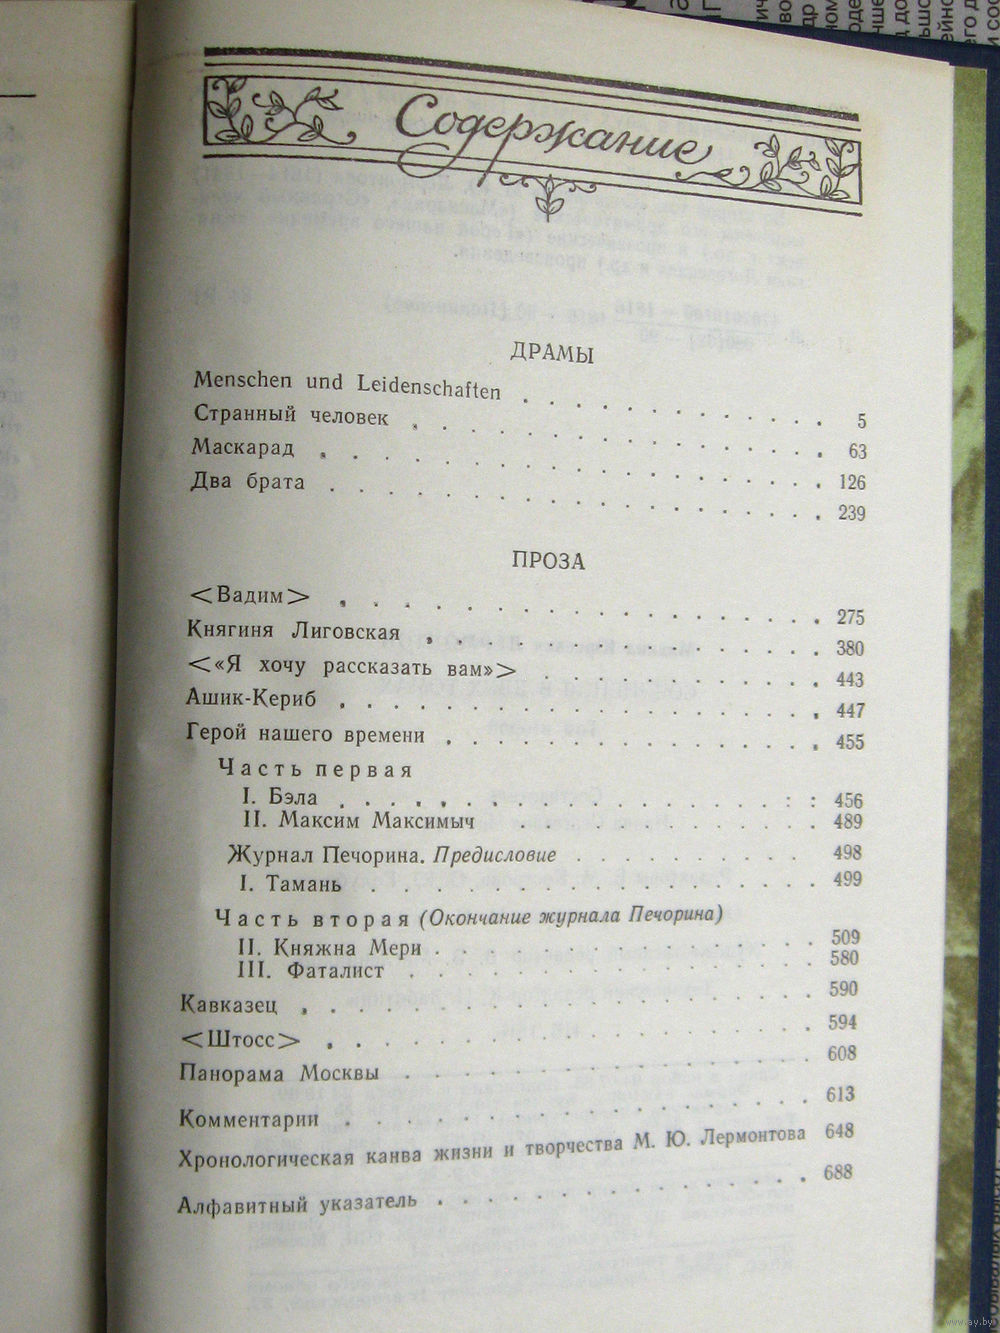 Содержание
ДРАМЫ
Menschen und Leidenschaften . . . . . . . . . . . 5
Странный человек . . . . . . . . . . . . . . 63
Маскарад . . . . . . . . . . . . . . . . . 126
Два брата . . . . . . . . . . . . . . . . . 239
ПРОЗА
<Вадим> . . . . . . . . . . . . . . . . . 275
Княгиня Лиговская . . . . . . . . . . . . . . 380
<«Я хочу рассказать вам»> . . . . . . . . . . 443
Ашик-Кериб . . . . . . . . . . . . . . . . 447
Герой нашего времени . . . . . . . . . . . . . 455
Часть первая
I. Бэла . . . . . . . . . . . . . . . : : 456
II. Максим Максимыч . . . . . . . . . . . 489
Журнал Печорина. Предисловие . . . . . . . . 498
I. Тамань . . . . . . . . . . . . . . . 499
Часть вторая (Окончание журнала Печорина)
II. Княжна Мери . . . . . . . . . . . . . 509
III. Фаталист . . . . . . . . . . . . . . 580
Кавказец . . . . . . . . . . . . . . . . . 590
<Штосс> . . . . . . . . . . . . . . . . . 594
Панорама Москвы . . . . . . . . . . . . . . 608
Комментарии . . . . . . . . . . . . . . . . 613
Хронологическая канва жизни и творчества М. Ю. Лермонтова 648
Алфавитный указатель . . . . . . . . . . . . . 688
www.ay.by